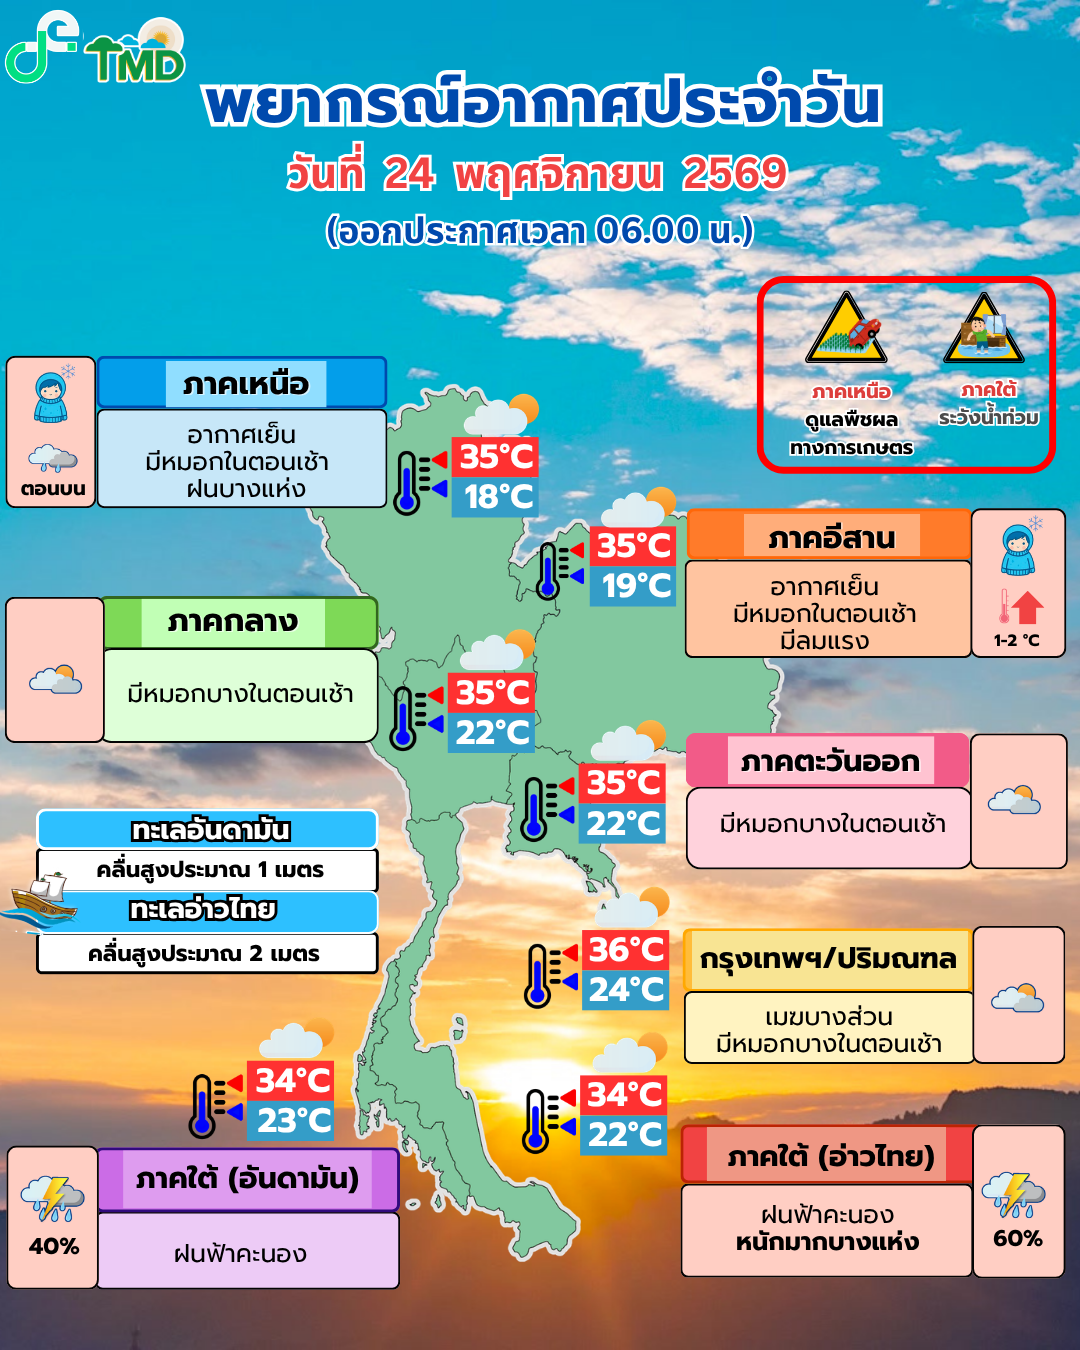 TMD
พยากรณ์อากาศประจำวัน
วันที่ 24 พฤศจิกายน 2569
(ออกประกาศเวลา 06.00 น.)
ภาคเหนือ
ดูแลพืชผล
ทางการเกษตร
ภาคใต้
ระวังน้ำท่วม
ตอนบน
ภาคเหนือ
อากาศเย็น
มีหมอกในตอนเช้า
ฝนบางแห่ง
35°C
18°C
35°C
19°C
ภาคอีสาน
อากาศเย็น
มีหมอกในตอนเช้า
มีลมแรง
1-2 °C
ภาคกลาง
มีหมอกบางในตอนเช้า
35°C
22°C
35°C
22°C
ภาคตะวันออก
มีหมอกบางในตอนเช้า
ทะเลอันดามัน
คลื่นสูงประมาณ 1 เมตร
ทะเลอ่าวไทย
คลื่นสูงประมาณ 2 เมตร
36°C
24°C
กรุงเทพฯ/ปริมณฑล
เมฆบางส่วน
มีหมอกบางในตอนเช้า
34°C
23°C
34°C
22°C
40%
ภาคใต้ (อันดามัน)
ฝนฟ้าคะนอง
ภาคใต้ (อ่าวไทย)
ฝนฟ้าคะนอง
หนักมากบางแห่ง
60%